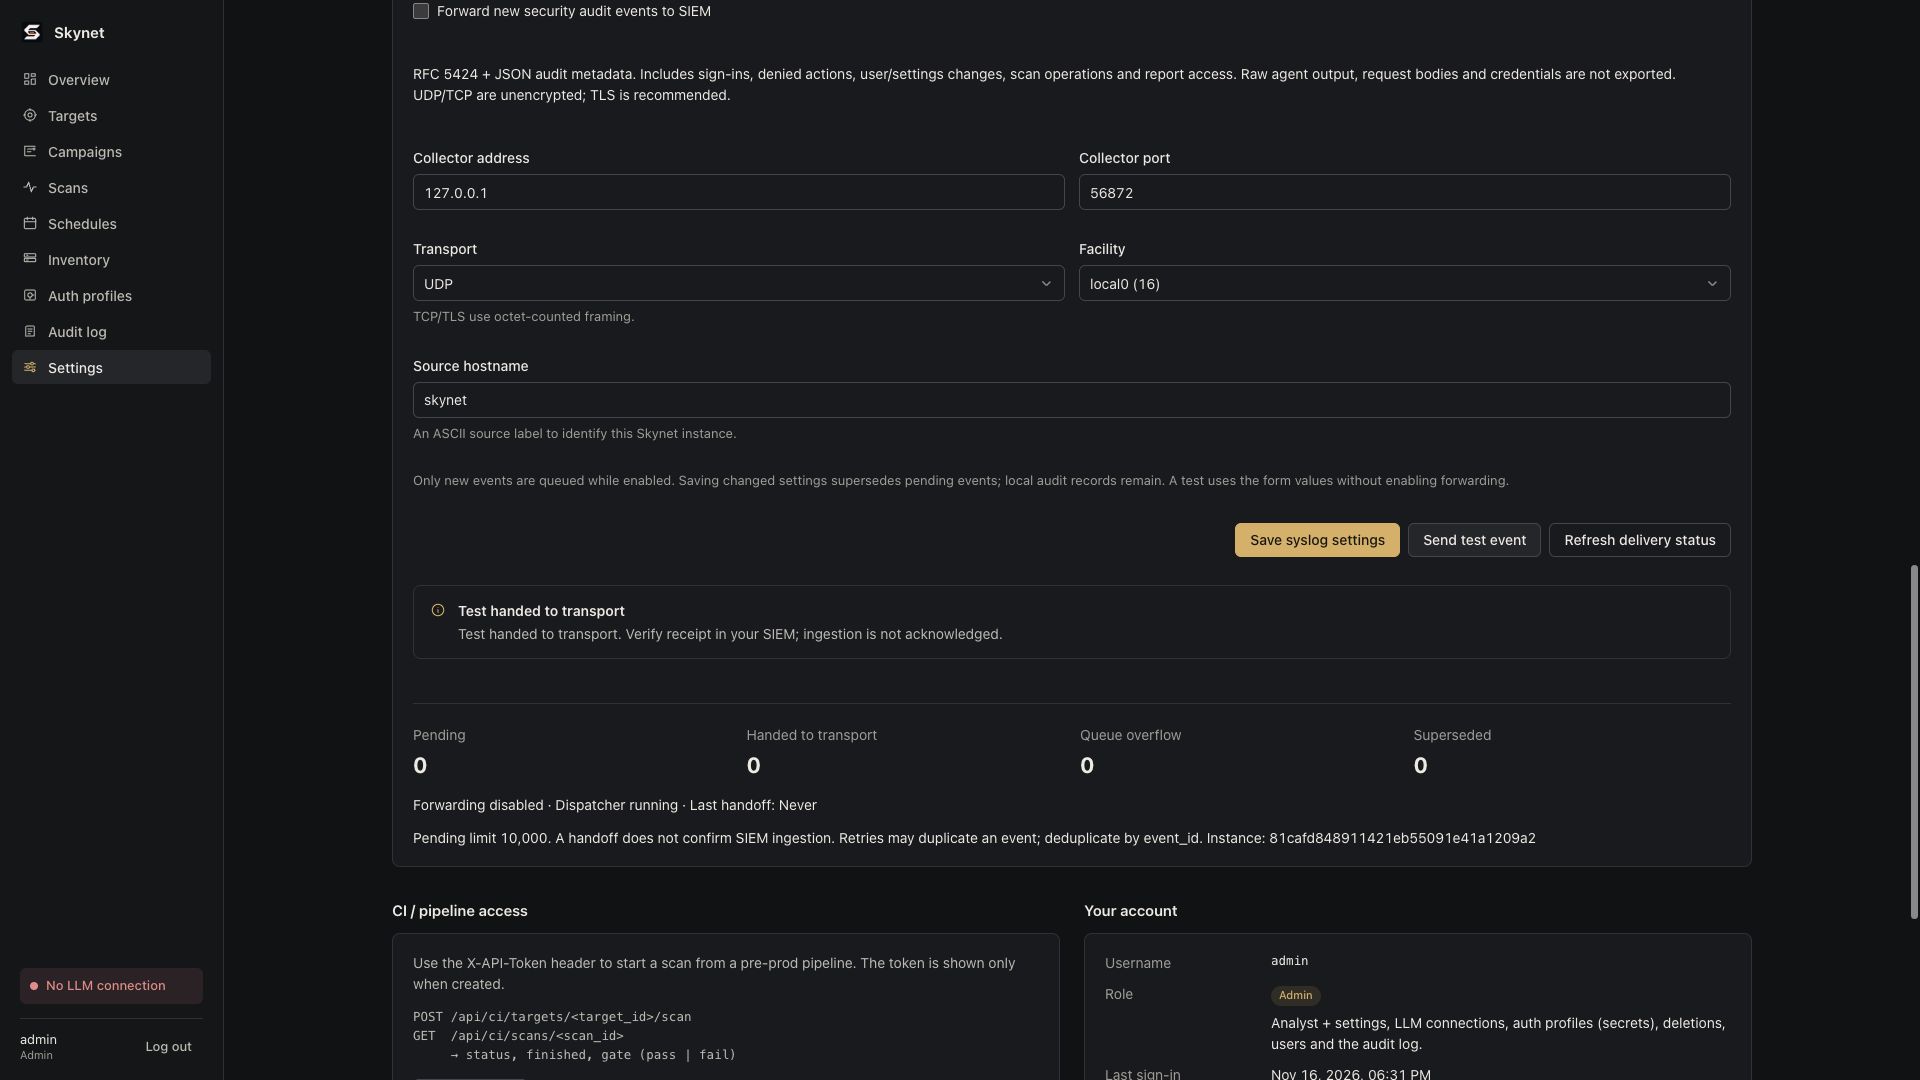 Skynet
Overview
Targets
Campaigns
Scans
Schedules
Inventory
Auth profiles
Audit log
Settings
No LLM connection
admin
Admin
Log out
Forward new security audit events to SIEM
RFC 5424 + JSON audit metadata. Includes sign-ins, denied actions, user/settings changes, scan operations and report access. Raw agent output, request bodies and credentials are not exported.
UDP/TCP are unencrypted; TLS is recommended.
Collector address
Collector port
127.0.0.1
56872
Transport
Facility
UDP
local0 (16)
TCP/TLS use octet-counted framing.
Source hostname
skynet
An ASCII source label to identify this Skynet instance.
Only new events are queued while enabled. Saving changed settings supersedes pending events; local audit records remain. A test uses the form values without enabling forwarding.
Save syslog settings
Send test event
Refresh delivery status
Test handed to transport
Test handed to transport. Verify receipt in your SIEM; ingestion is not acknowledged.
Pending
Handed to transport
Queue overflow
Superseded
0
0
0
0
Forwarding disabled · Dispatcher running · Last handoff: Never
Pending limit 10,000. A handoff does not confirm SIEM ingestion. Retries may duplicate an event; deduplicate by event_id. Instance: 81cafd848911421eb55091e41a1209a2
CI / pipeline access
Use the X-API-Token header to start a scan from a pre-prod pipeline. The token is shown only
when created.
POST /api/ci/targets/<target_id>/scan
GET /api/ci/scans/<scan_id>
→ status, finished, gate (pass | fail)
Your account
Username
admin
Role
Admin
Analyst + settings, LLM connections, auth profiles (secrets), deletions,
users and the audit log.
Last sign-in
Nov 16, 2026, 06:31 PM